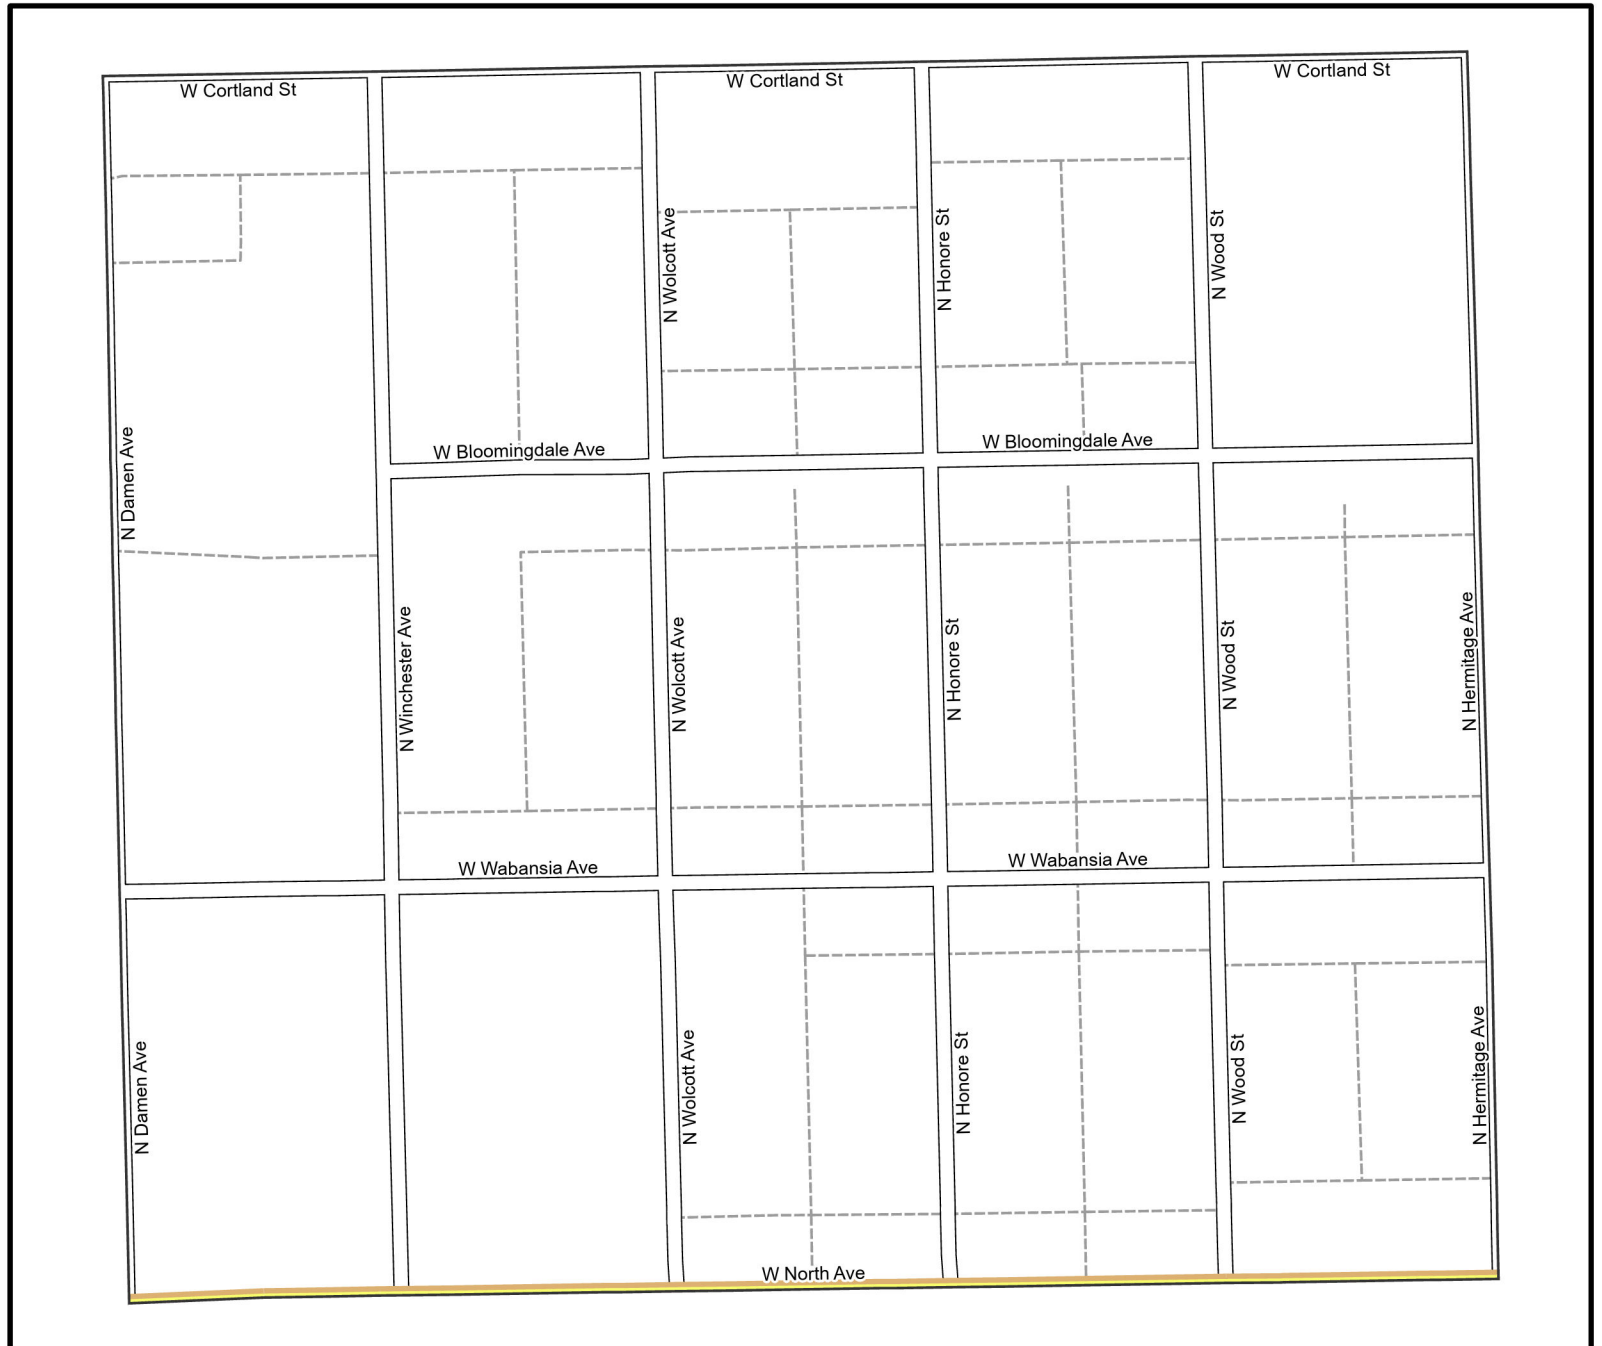 W Cortland St
W Cortland St
W Cortland St
N Wolcott Ave
N Honore St
N Wood St
N Damen Ave
W Bloomingdale Ave
W Bloomingdale Ave
N Winchester Ave
N Wolcott Ave
N Honore St
N Wood St
N Hermitage Ave
W Wabansia Ave
W Wabansia Ave
N Damen Ave
N Wolcott Ave
N Honore St
N Wood St
N Hermitage Ave
W North Ave